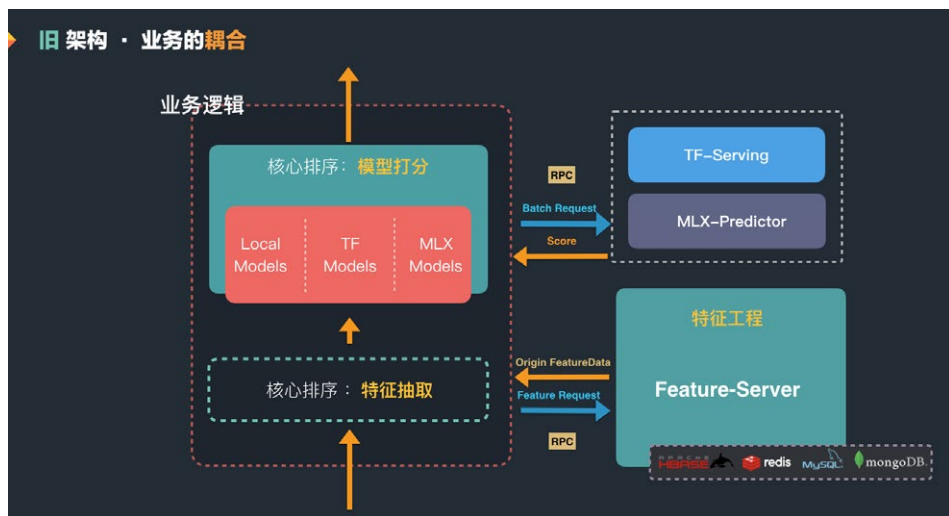 旧 架构 · 业务的耦合
业务逻辑
核心排序：模型打分
Local Models
TF Models
MLX Models
核心排序：特征抽取
RPC
Batch Request
Score
TF-Serving
MLX-Predictor
Origin FeatureData
Feature Request
RPC
特征工程
Feature-Server
APACHE
HBASE
redis
MySQL
mongoDB.